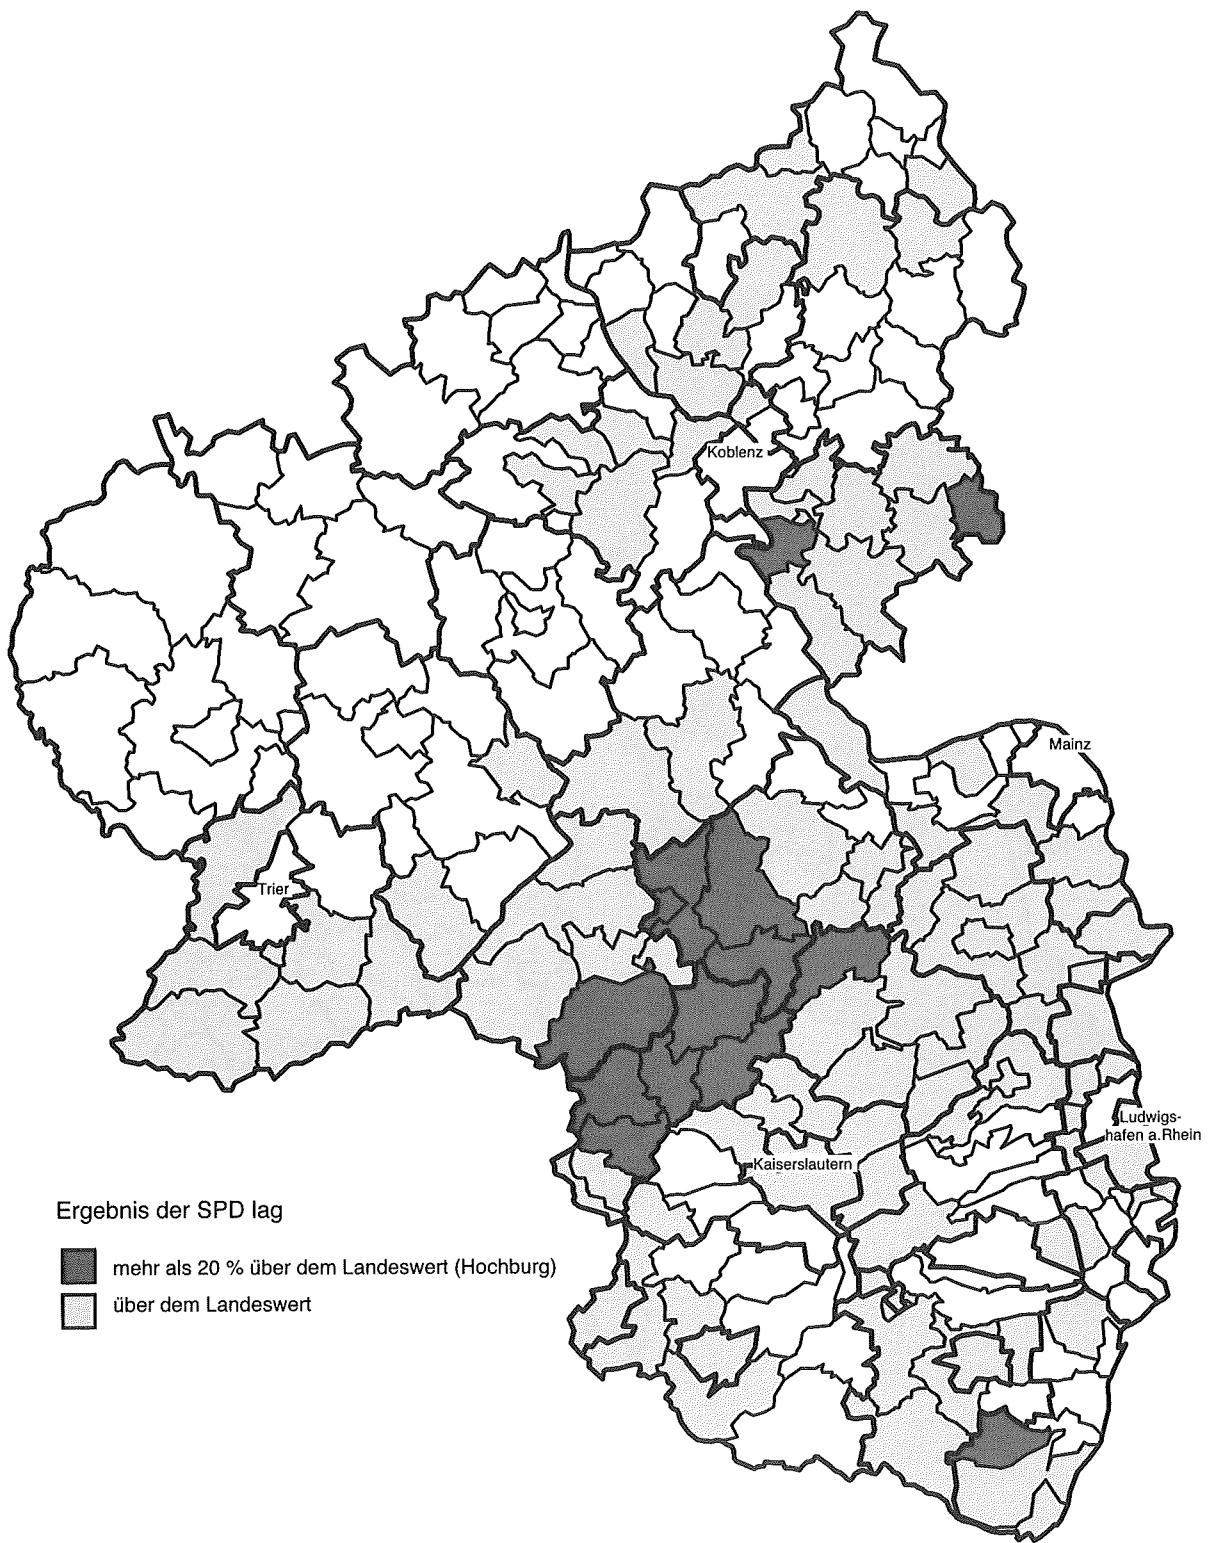 Koblenz
Mainz
Trier
Ludwigs-
hafen a.Rhein
Kaiserslautern
Ergebnis der SPD lag
mehr als 20 % über dem Landeswert (Hochburg)
über dem Landeswert